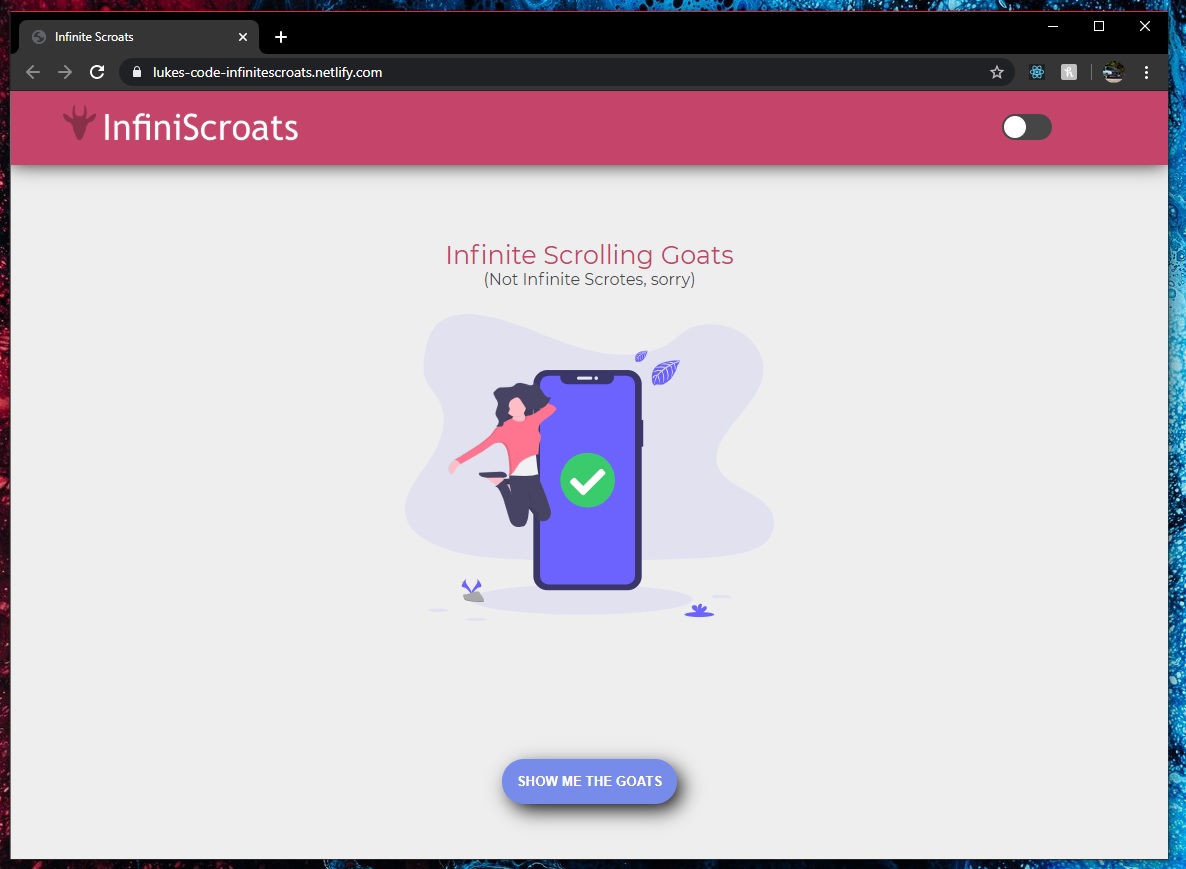 Infinite Scroats
lukes-code-infinitescroats.netlify.com
InfiniScroats
Infinite Scrolling Goats
(Not Infinite Scrotes, sorry)
SHOW ME THE GOATS